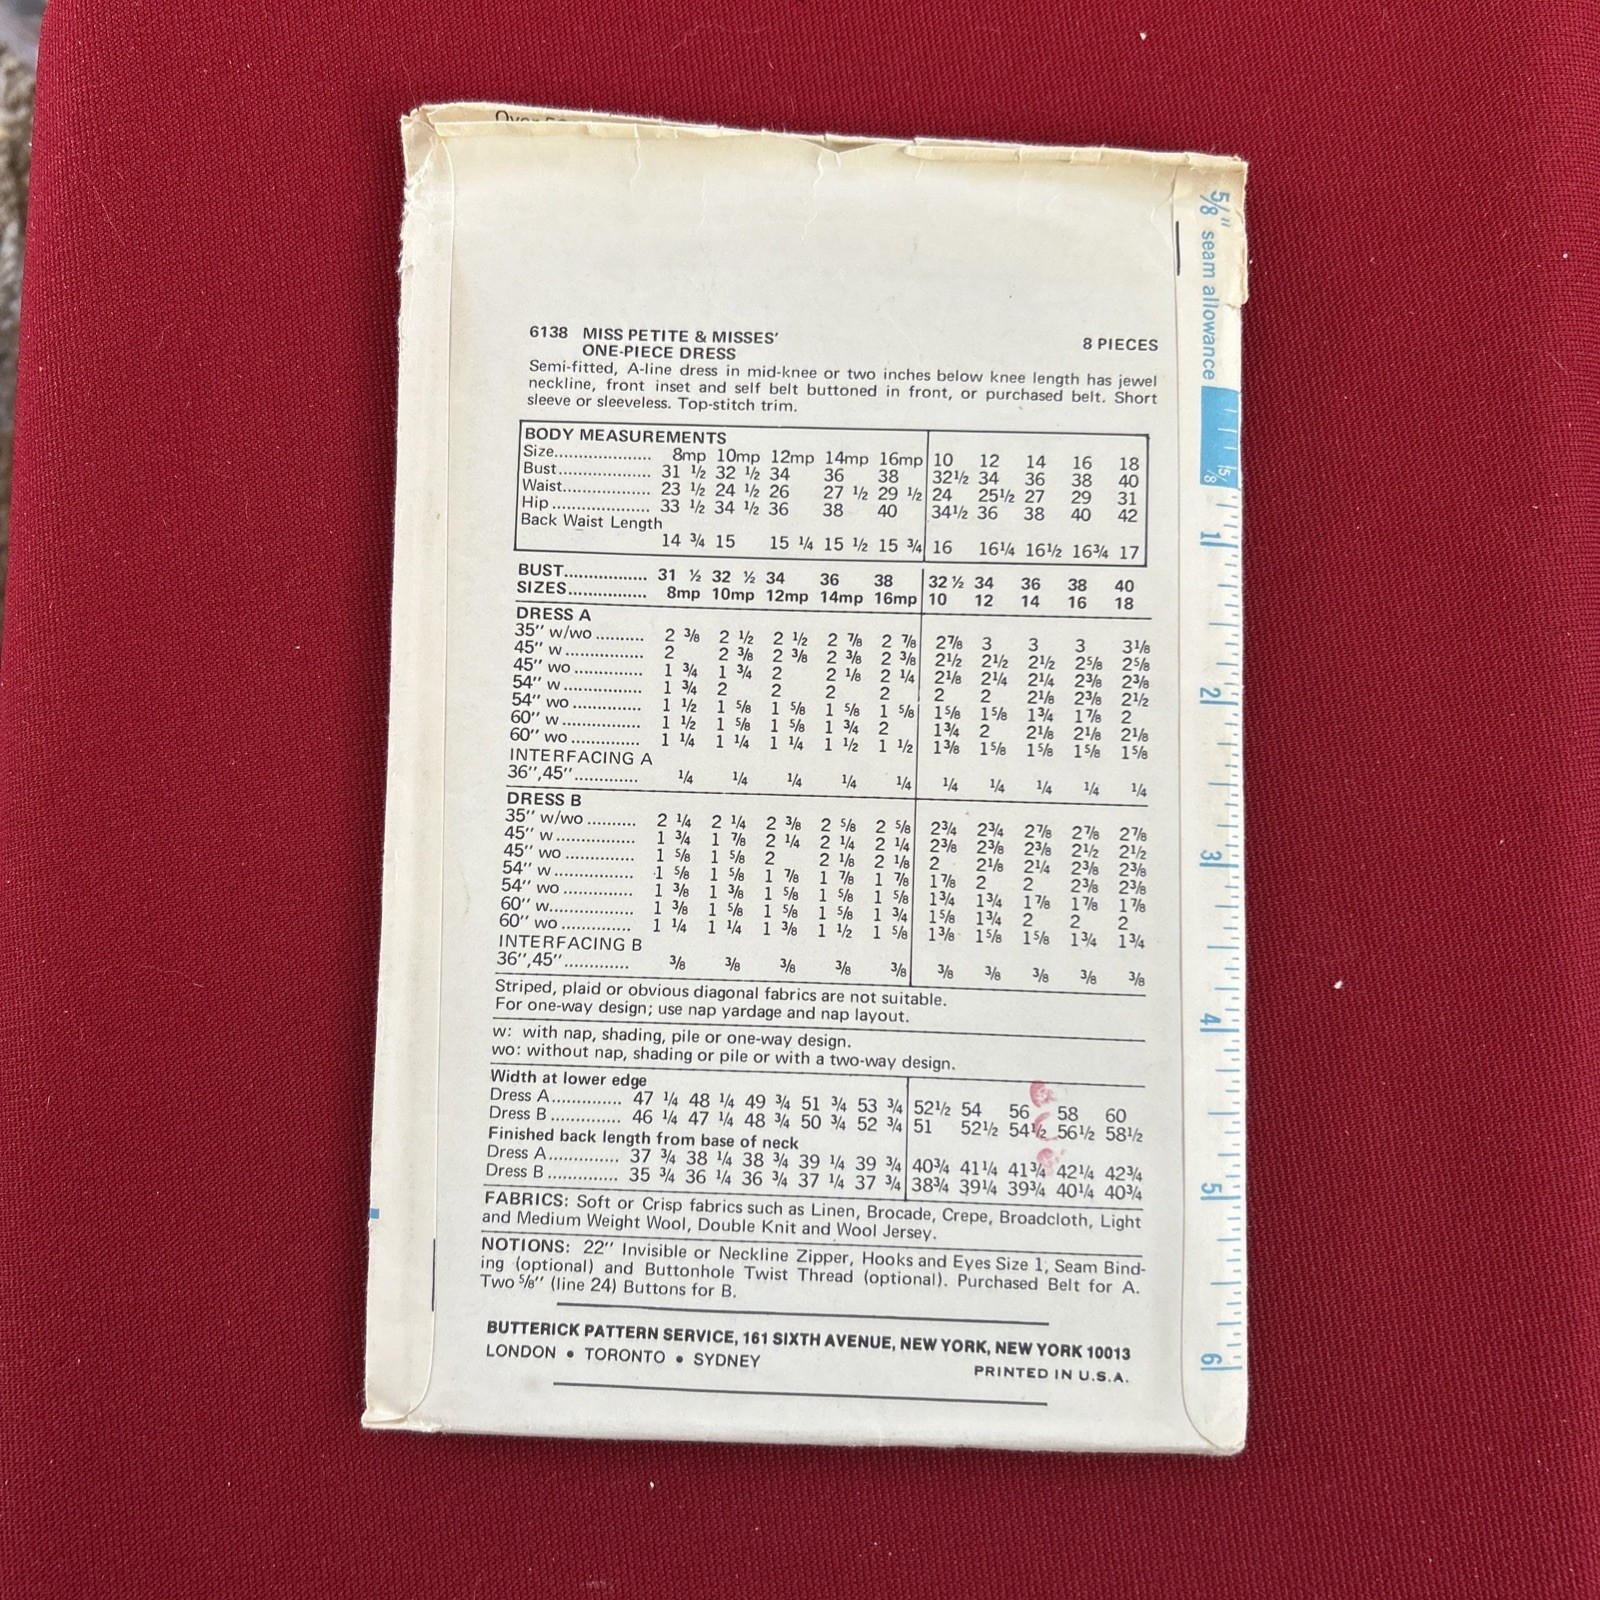 Over
5/8" seam allowance
6138 MISS PETITE & MISSES' 8 PIECES
ONE-PIECE DRESS
Semi-fitted, A-line dress in mid-knee or two inches below knee length has jewel
neckline, front inset and self belt buttoned in front, or purchased belt. Short
sleeve or sleeveless. Top-stitch trim.
BODY MEASUREMENTS
Size.................... 8mp 10mp 12mp 14mp 16mp 10 12 14 16 18
Bust.................... 31 ½ 32 ½ 34 36 38 32½ 34 36 38 40
Waist................... 23 ½ 24 ½ 26 27 ½ 29 ½ 24 25½ 27 29 31
Hip ..................... 33 ½ 34 ½ 36 38 40 34½ 36 38 40 42
Back Waist Length
14 ¾ 15 15 ¼ 15 ½ 15 ¾ 16 16¼ 16½ 16¾ 17
BUST................. 31 ½ 32 ½ 34 36 38 32 ½ 34 36 38 40
SIZES................ 8mp 10mp 12mp 14mp 16mp 10 12 14 16 18
DRESS A
35" w/wo .......... 2 ⅜ 2 ½ 2 ½ 2 ⅞ 2 ⅞ 2⅞ 3 3 3 3⅛
45" w ................ 2 2 ⅜ 2 ⅜ 2 ⅜ 2 ⅜ 2½ 2½ 2½ 2⅝ 2⅝
45" wo .............. 1 ¾ 1 ¾ 2 2 ⅛ 2 ¼ 2⅛ 2¼ 2¼ 2⅜ 2⅜
54" w ................ 1 ¾ 2 2 2 2 2 2 2⅛ 2⅜ 2½
54" wo .............. 1 ½ 1 ⅝ 1 ⅝ 1 ⅝ 1 ⅝ 1⅝ 1⅝ 1¾ 1⅞ 2
60" w ................ 1 ½ 1 ⅝ 1 ⅝ 1 ¾ 2 1¾ 2 2⅛ 2⅛ 2⅛
60" wo .............. 1 ¼ 1 ¼ 1 ¼ 1 ½ 1 ½ 1⅜ 1⅝ 1⅝ 1⅝ 1⅝
INTERFACING A
36",45"............. ¼ ¼ ¼ ¼ ¼ ¼ ¼ ¼ ¼ ¼
DRESS B
35" w/wo .......... 2 ¼ 2 ¼ 2 ⅜ 2 ⅝ 2 ⅝ 2¾ 2¾ 2⅞ 2⅞ 2⅞
45" w................ 1 ¾ 1 ⅞ 2 ¼ 2 ¼ 2 ¼ 2⅜ 2⅜ 2⅜ 2½ 2½
45" wo .............. 1 ⅝ 1 ⅝ 2 2 ⅛ 2 ⅛ 2 2⅛ 2¼ 2⅜ 2⅜
54" w ................ 1 ⅝ 1 ⅝ 1 ⅞ 1 ⅞ 1 ⅞ 1⅞ 2 2 2⅜ 2⅜
54" wo .............. 1 ⅜ 1 ⅜ 1 ⅝ 1 ⅝ 1 ⅝ 1¾ 1¾ 1⅞ 1⅞ 1⅞
60" w................. 1 ⅜ 1 ⅝ 1 ⅝ 1 ⅝ 1 ¾ 1⅝ 1¾ 2 2 2
60" wo .............. 1 ¼ 1 ¼ 1 ⅜ 1 ½ 1 ⅝ 1⅜ 1⅝ 1⅝ 1¾ 1¾
INTERFACING B
36",45"............. ⅜ ⅜ ⅜ ⅜ ⅜ ⅜ ⅜ ⅜ ⅜ ⅜
Striped, plaid or obvious diagonal fabrics are not suitable.
For one-way design; use nap yardage and nap layout.
w: with nap, shading, pile or one-way design.
wo: without nap, shading or pile or with a two-way design.
Width at lower edge
Dress A.............. 47 ¼ 48 ¼ 49 ¾ 51 ¾ 53 ¾ 52½ 54 56 58 60
Dress B .............. 46 ¼ 47 ¼ 48 ¾ 50 ¾ 52 ¾ 51 52½ 54½ 56½ 58½
Finished back length from base of neck
Dress A.............. 37 ¾ 38 ¼ 38 ¾ 39 ¼ 39 ¾ 40¾ 41¼ 41¾ 42¼ 42¾
Dress B .............. 35 ¾ 36 ¼ 36 ¾ 37 ¼ 37 ¾ 38¾ 39¼ 39¾ 40¼ 40¾
FABRICS: Soft or Crisp fabrics such as Linen, Brocade, Crepe, Broadcloth, Light
and Medium Weight Wool, Double Knit and Wool Jersey.
NOTIONS: 22" Invisible or Neckline Zipper, Hooks and Eyes Size 1, Seam Bind-
ing (optional) and Buttonhole Twist Thread (optional). Purchased Belt for A.
Two ⅝" (line 24) Buttons for B.
BUTTERICK PATTERN SERVICE, 161 SIXTH AVENUE, NEW YORK, NEW YORK 10013
LONDON • TORONTO • SYDNEY
PRINTED IN U.S.A.
5/8
1
2
3
4
5
6